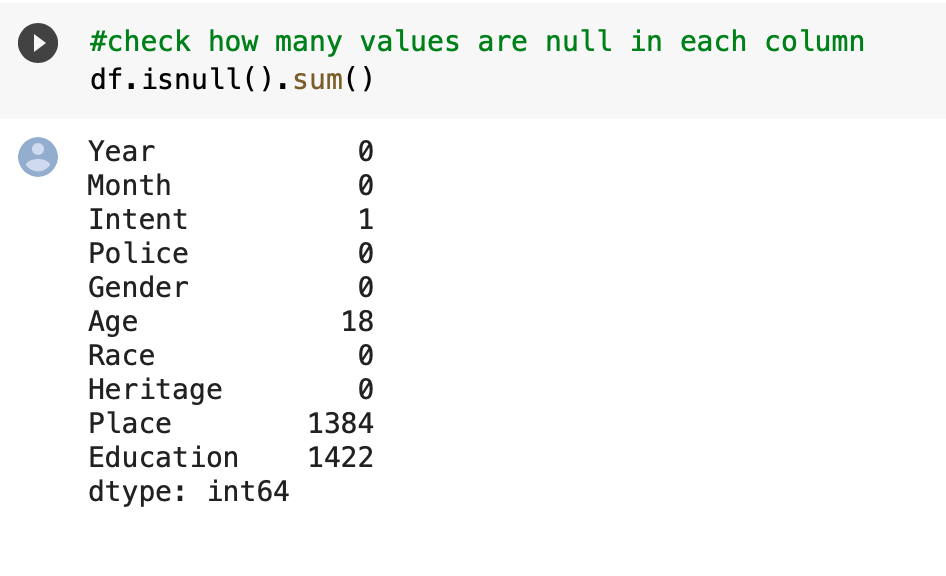 #check how many values are null in each column
df.isnull().sum()
Year 0
Month 0
Intent 1
Police 0
Gender 0
Age 18
Race 0
Heritage 0
Place 1384
Education 1422
dtype: int64